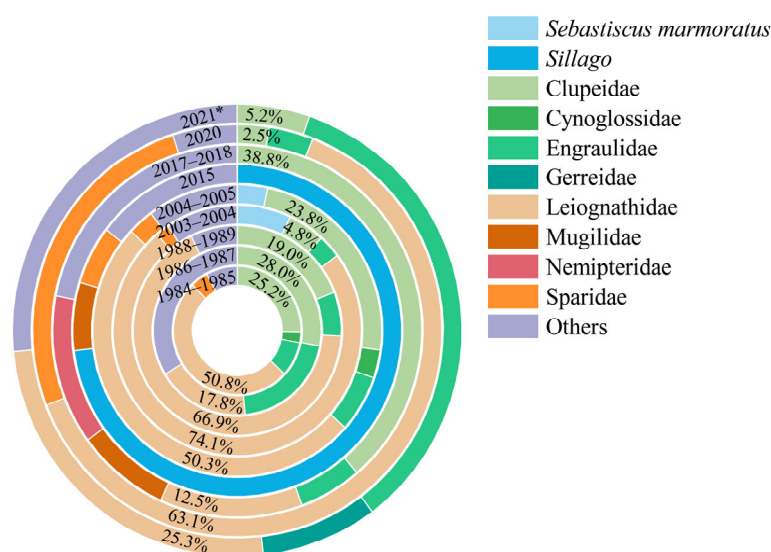 2021*
2020
2017–2018
2015
2004–2005
2003–2004
1988–1989
1986–1987
1984–1985
5.2%
2.5%
38.8%
23.8%
4.8%
19.0%
28.0%
25.2%
50.8%
17.8%
66.9%
74.1%
50.3%
12.5%
63.1%
25.3%
Sebastiscus marmoratus
Sillago
Clupeidae
Cynoglossidae
Engraulidae
Gerreidae
Leiognathidae
Mugilidae
Nemipteridae
Sparidae
Others